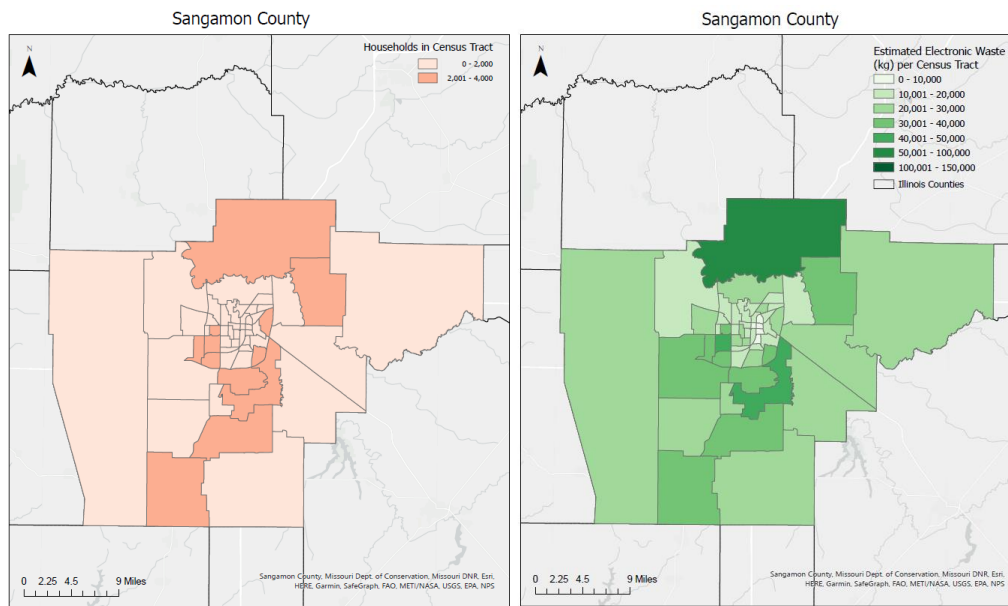 Sangamon County
N
Households in Census Tract
0 - 2,000
2,001 - 4,000
0 2.25 4.5 9 Miles
Sangamon County, Missouri Dept. of Conservation, Missouri DNR, Esri,
HERE, Garmin, SafeGraph, FAO, METI/NASA, USGS, EPA, NPS
Sangamon County
N
Estimated Electronic Waste
(kg) per Census Tract
0 - 10,000
10,001 - 20,000
20,001 - 30,000
30,001 - 40,000
40,001 - 50,000
50,001 - 100,000
100,001 - 150,000
Illinois Counties
0 2.25 4.5 9 Miles
Sangamon County, Missouri Dept. of Conservation, Missouri DNR, Esri,
HERE, Garmin, SafeGraph, FAO, METI/NASA, USGS, EPA, NPS